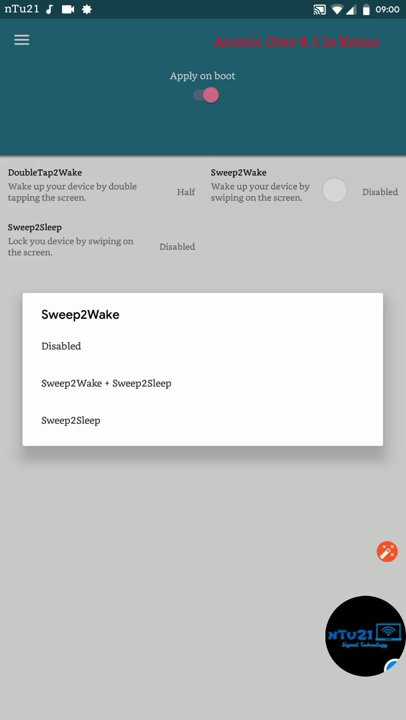 nTu21
09:00
Atomic Oreo 8.1 in Kenzo
Apply on boot
DoubleTap2Wake
Wake up your device by double
tapping the screen.
Half
Sweep2Wake
Wake up your device by
swiping on the screen.
Disabled
Sweep2Sleep
Lock you device by swiping on
the screen.
Disabled
Sweep2Wake
Disabled
Sweep2Wake + Sweep2Sleep
Sweep2Sleep
nTU21
Signal Technology